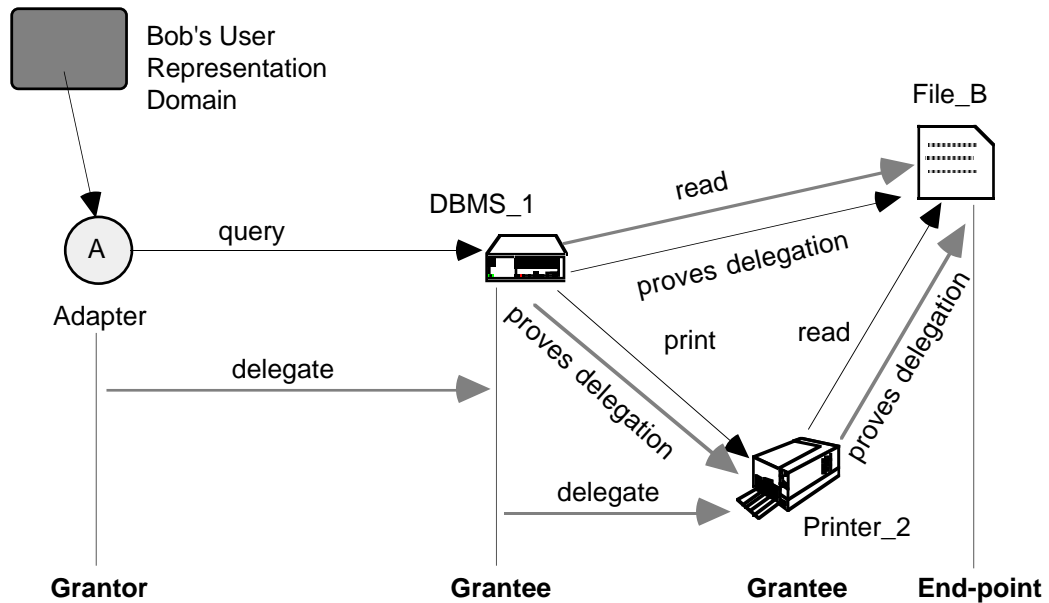 Bob's User
Representation
Domain
File_B
read
DBMS_1
query
A
proves delegation
Adapter
proves delegation
print
read
proves delegation
delegate
delegate
Printer_2
Grantor
Grantee
Grantee
End-point